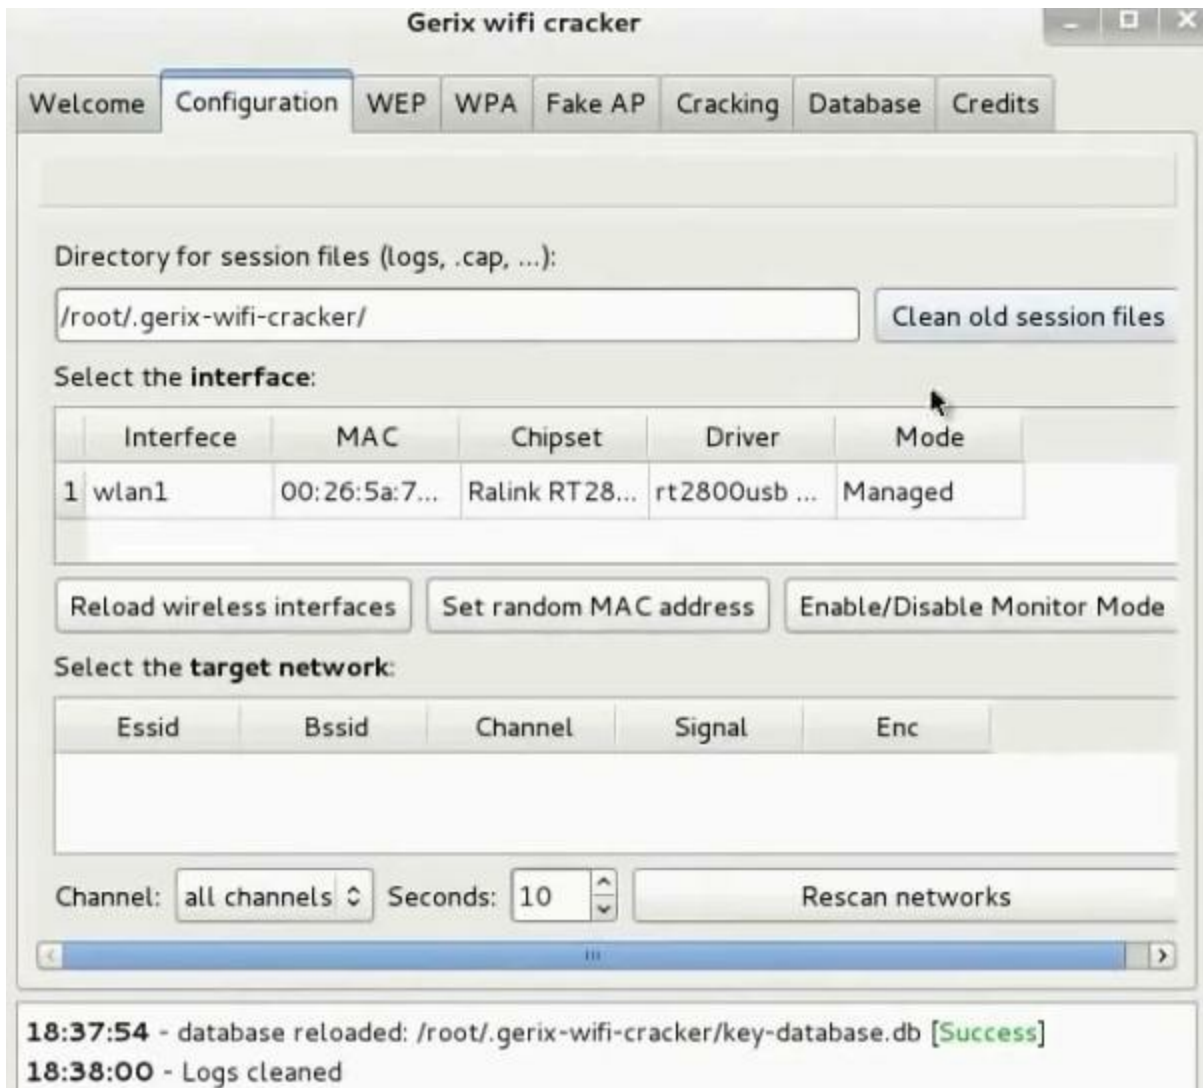 Gerix wifi cracker
Welcome Configuration WEP WPA Fake AP Cracking Database Credits
Directory for session files (logs, .cap, ...):
/root/.gerix-wifi-cracker/ Clean old session files
Select the interface:
Interfece MAC Chipset Driver Mode
1 wlan1 00:26:5a:7... Ralink RT28... rt2800usb ... Managed
Reload wireless interfaces Set random MAC address Enable/Disable Monitor Mode
Select the target network:
Essid Bssid Channel Signal Enc
Channel: all channels Seconds: 10 Rescan networks
18:37:54 - database reloaded: /root/.gerix-wifi-cracker/key-database.db [Success]
18:38:00 - Logs cleaned